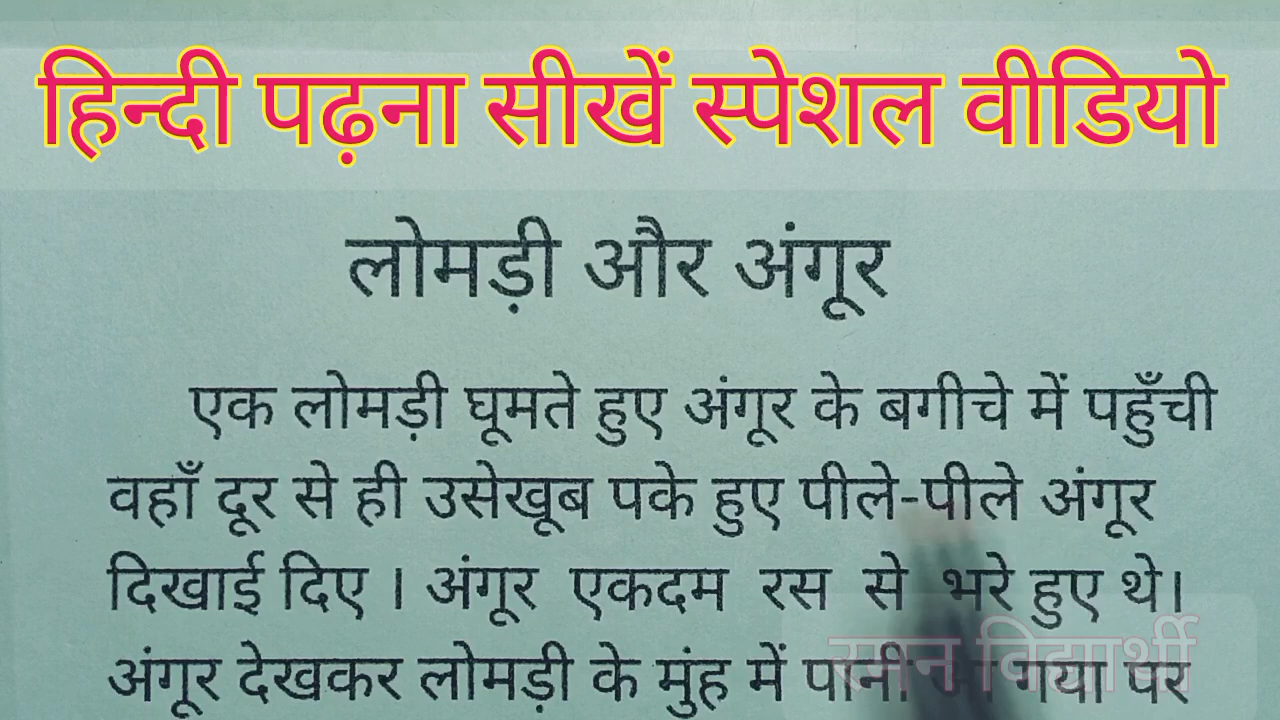 हिन्दी पढ़ना सीखें स्पेशल वीडियो
लोमड़ी और अंगूर
एक लोमड़ी घूमते हुए अंगूर के बगीचे में पहुँची
वहाँ दूर से ही उसेखूब पके हुए पीले-पीले अंगूर
दिखाई दिए । अंगूर एकदम रस से भरे हुए थे।
अंगूर देखकर लोमड़ी के मुंह में पानी गया पर
विद्यार्थी